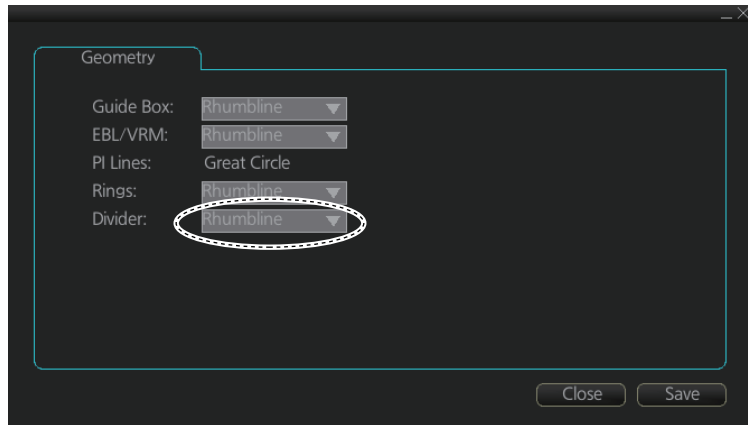 Geometry
Guide Box: Rhumbline
EBL/VRM: Rhumbline
PI Lines: Great Circle
Rings: Rhumbline
Divider: Rhumbline
Close Save